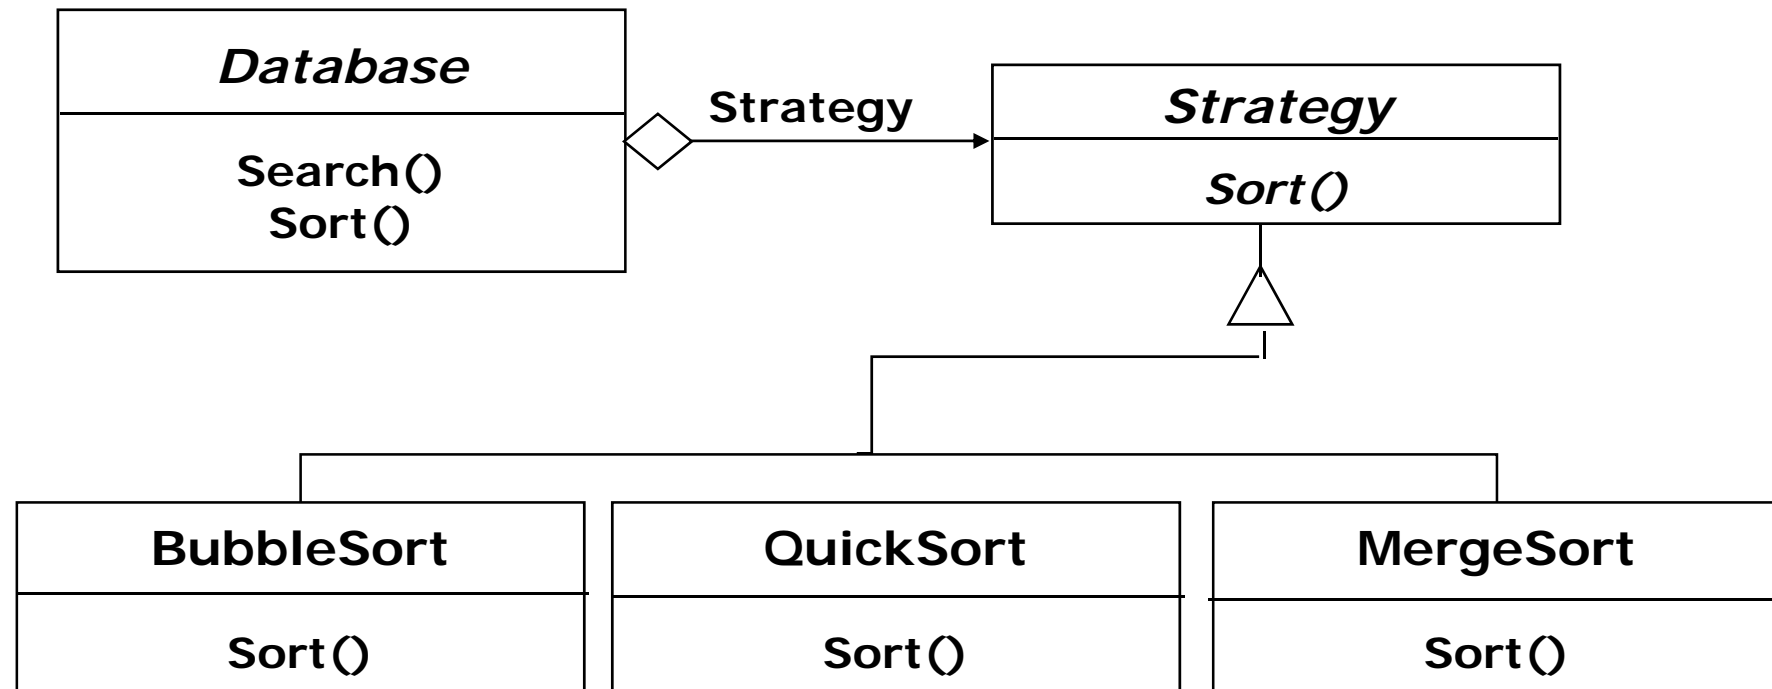 Database
Search()
Sort()
Strategy
Strategy
Sort()
BubbleSort
Sort()
QuickSort
Sort()
MergeSort
Sort()